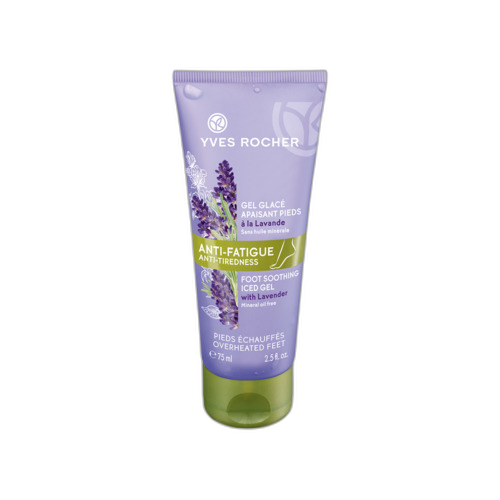 YVES ROCHER
GEL GLACÉ
APAISANT PIEDS
à la Lavande
Sans huile minérale
ANTI-FATIGUE
ANTI-TIREDNESS
FOOT SOOTHING
ICED GEL
with Lavender
Mineral oil free
PIEDS ÉCHAUFFÉS
OVERHEATED FEET
℮ 75 ml 2.5 fl. oz.